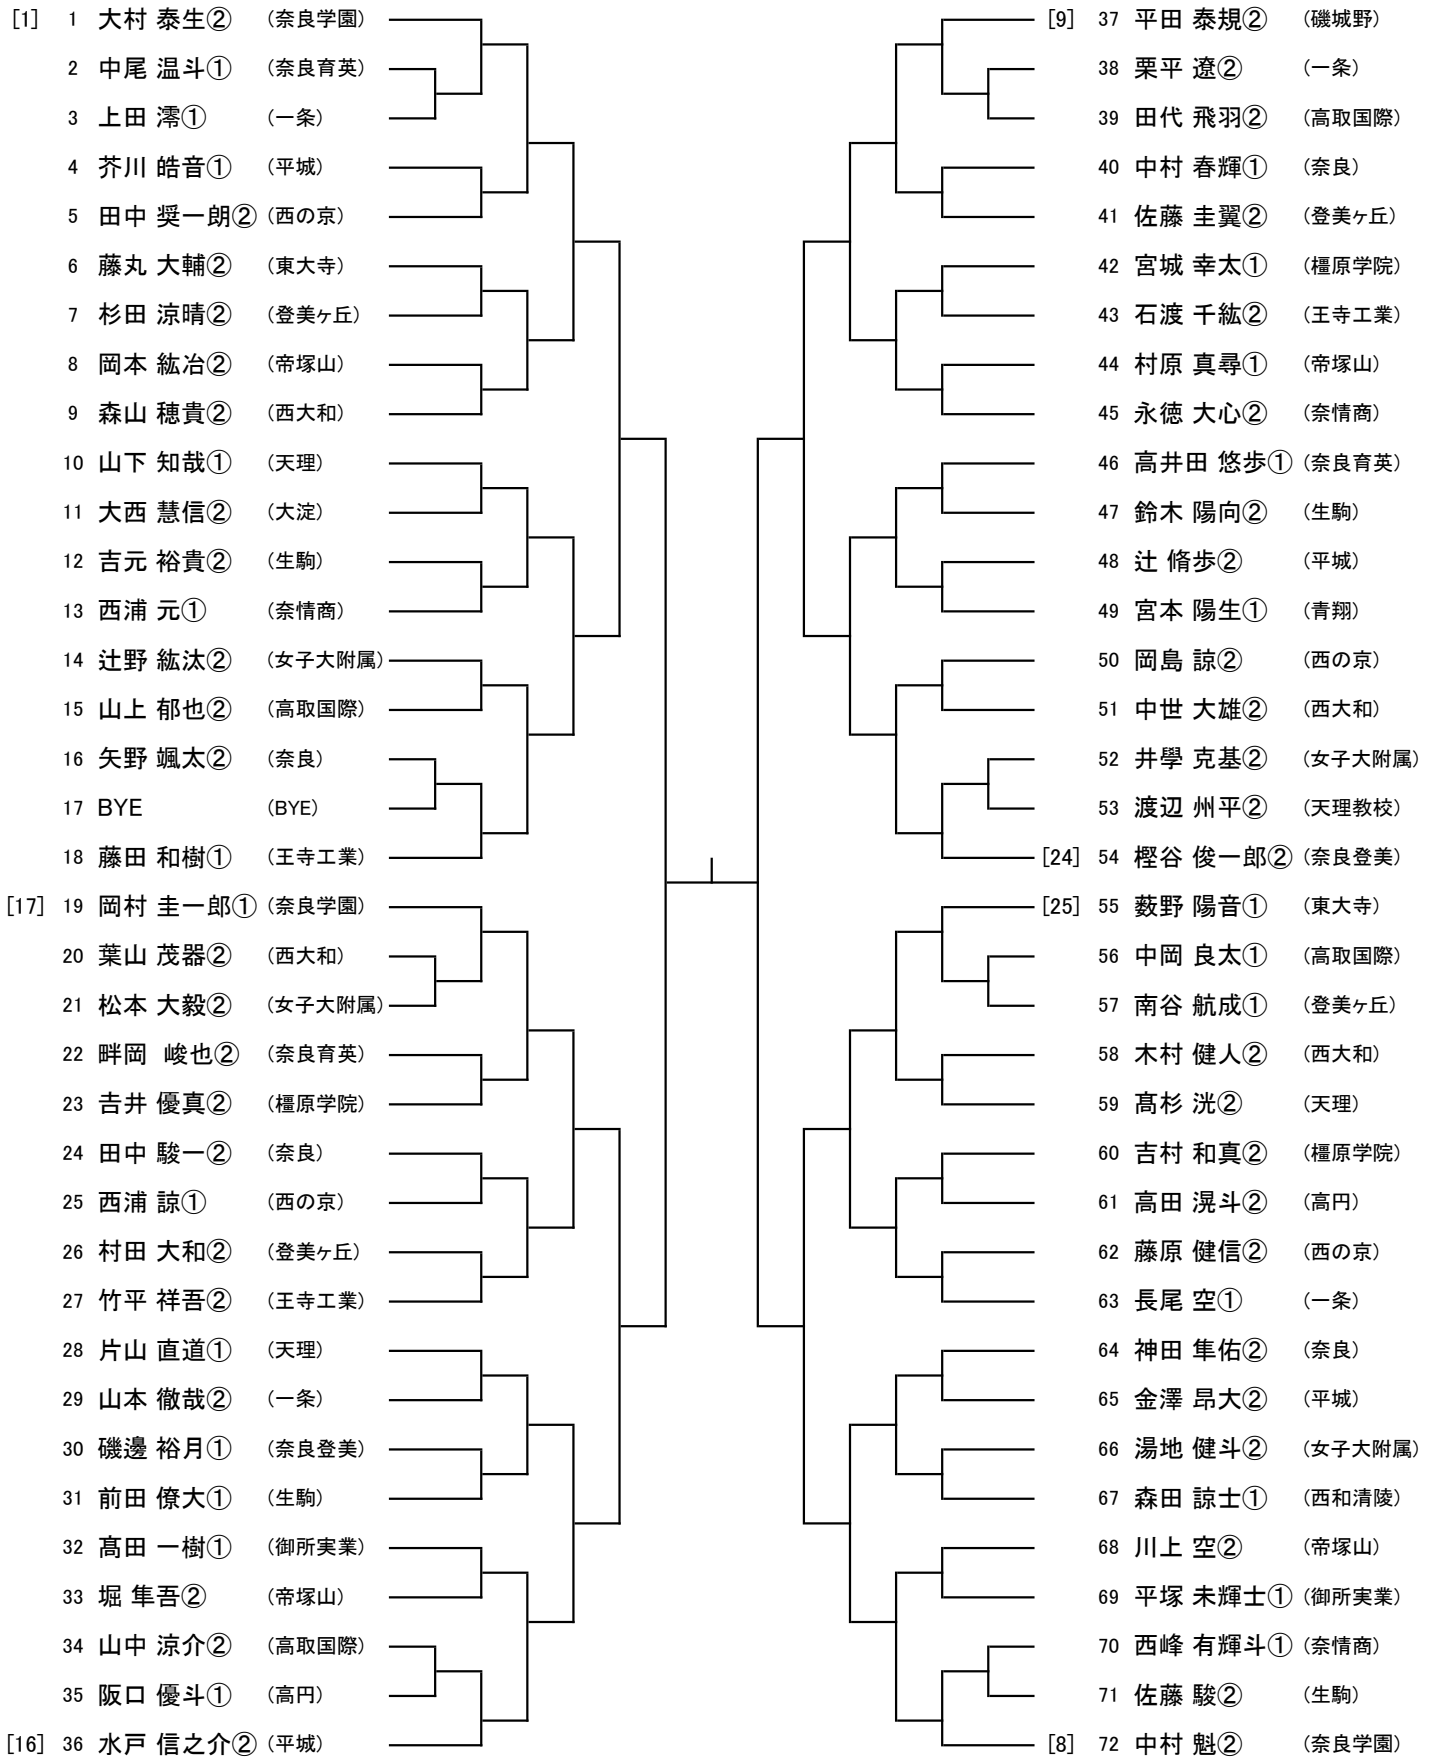 [1] 1 大村 泰生② (奈良学園)
2 中尾 温斗① (奈良育英)
3 上田 澪① (一条)
4 芥川 皓音① (平城)
5 田中 奨一朗② (西の京)
6 藤丸 大輔② (東大寺)
7 杉田 涼晴② (登美ヶ丘)
8 岡本 紘冶② (帝塚山)
9 森山 穂貴② (西大和)
10 山下 知哉① (天理)
11 大西 慧信② (大淀)
12 吉元 裕貴② (生駒)
13 西浦 元① (奈情商)
14 辻野 紘汰② (女子大附属)
15 山上 郁也② (高取国際)
16 矢野 颯太② (奈良)
17 BYE (BYE)
18 藤田 和樹① (王寺工業)
[17] 19 岡村 圭一郎① (奈良学園)
20 葉山 茂器② (西大和)
21 松本 大毅② (女子大附属)
22 畔岡 峻也② (奈良育英)
23 𠮷井 優真② (橿原学院)
24 田中 駿一② (奈良)
25 西浦 諒① (西の京)
26 村田 大和② (登美ヶ丘)
27 竹平 祥吾② (王寺工業)
28 片山 直道① (天理)
29 山本 徹哉② (一条)
30 磯邊 裕月① (奈良登美)
31 前田 僚大① (生駒)
32 髙田 一樹① (御所実業)
33 堀 隼吾② (帝塚山)
34 山中 涼介② (高取国際)
35 阪口 優斗① (高円)
[16] 36 水戸 信之介② (平城)
[9] 37 平田 泰規② (磯城野)
38 栗平 遼② (一条)
39 田代 飛羽② (高取国際)
40 中村 春輝① (奈良)
41 佐藤 圭翼② (登美ヶ丘)
42 宮城 幸太① (橿原学院)
43 石渡 千紘② (王寺工業)
44 村原 真尋① (帝塚山)
45 永徳 大心② (奈情商)
46 高井田 悠歩① (奈良育英)
47 鈴木 陽向② (生駒)
48 辻 脩歩② (平城)
49 宮本 陽生① (青翔)
50 岡島 諒② (西の京)
51 中世 大雄② (西大和)
52 井學 克基② (女子大附属)
53 渡辺 州平② (天理教校)
[24] 54 樫谷 俊一郎② (奈良登美)
[25] 55 薮野 陽音① (東大寺)
56 中岡 良太① (高取国際)
57 南谷 航成① (登美ヶ丘)
58 木村 健人② (西大和)
59 髙杉 洸② (天理)
60 吉村 和真② (橿原学院)
61 高田 滉斗② (高円)
62 藤原 健信② (西の京)
63 長尾 空① (一条)
64 神田 隼佑② (奈良)
65 金澤 昂大② (平城)
66 湯地 健斗② (女子大附属)
67 森田 諒士① (西和清陵)
68 川上 空② (帝塚山)
69 平塚 未輝士① (御所実業)
70 西峰 有輝斗① (奈情商)
71 佐藤 駿② (生駒)
[8] 72 中村 魁② (奈良学園)